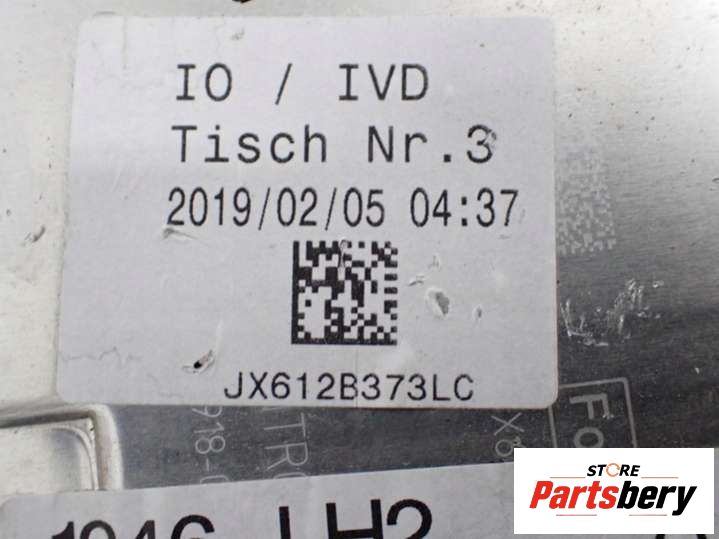 IO / IVD
Tisch Nr.3
2019/02/05 04:37
JX612B373LC
STORE
Partsbery